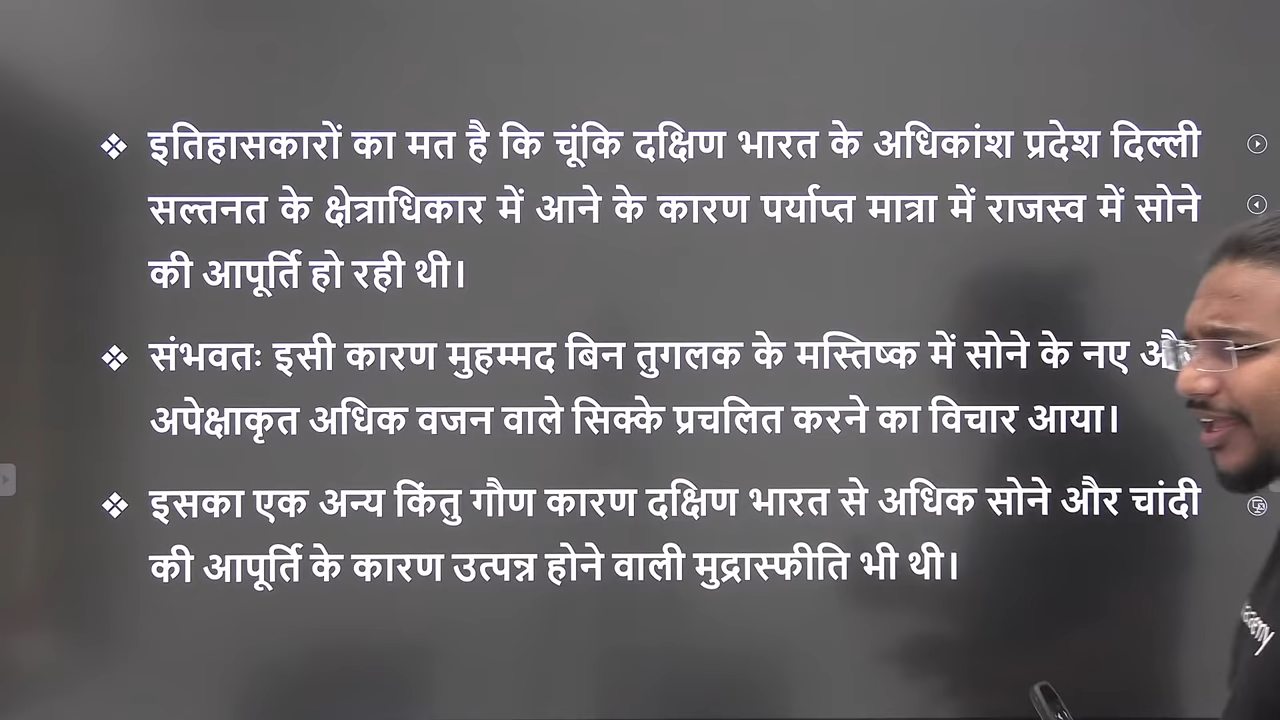 ❖ इतिहासकारों का मत है कि चूंकि दक्षिण भारत के अधिकांश प्रदेश दिल्ली
सल्तनत के क्षेत्राधिकार में आने के कारण पर्याप्त मात्रा में राजस्व में सोने
की आपूर्ति हो रही थी।
❖ संभवतः इसी कारण मुहम्मद बिन तुगलक के मस्तिष्क में सोने के नए
अपेक्षाकृत अधिक वजन वाले सिक्के प्रचलित करने का विचार आया।
❖ इसका एक अन्य किंतु गौण कारण दक्षिण भारत से अधिक सोने और चांदी
की आपूर्ति के कारण उत्पन्न होने वाली मुद्रास्फीति भी थी।